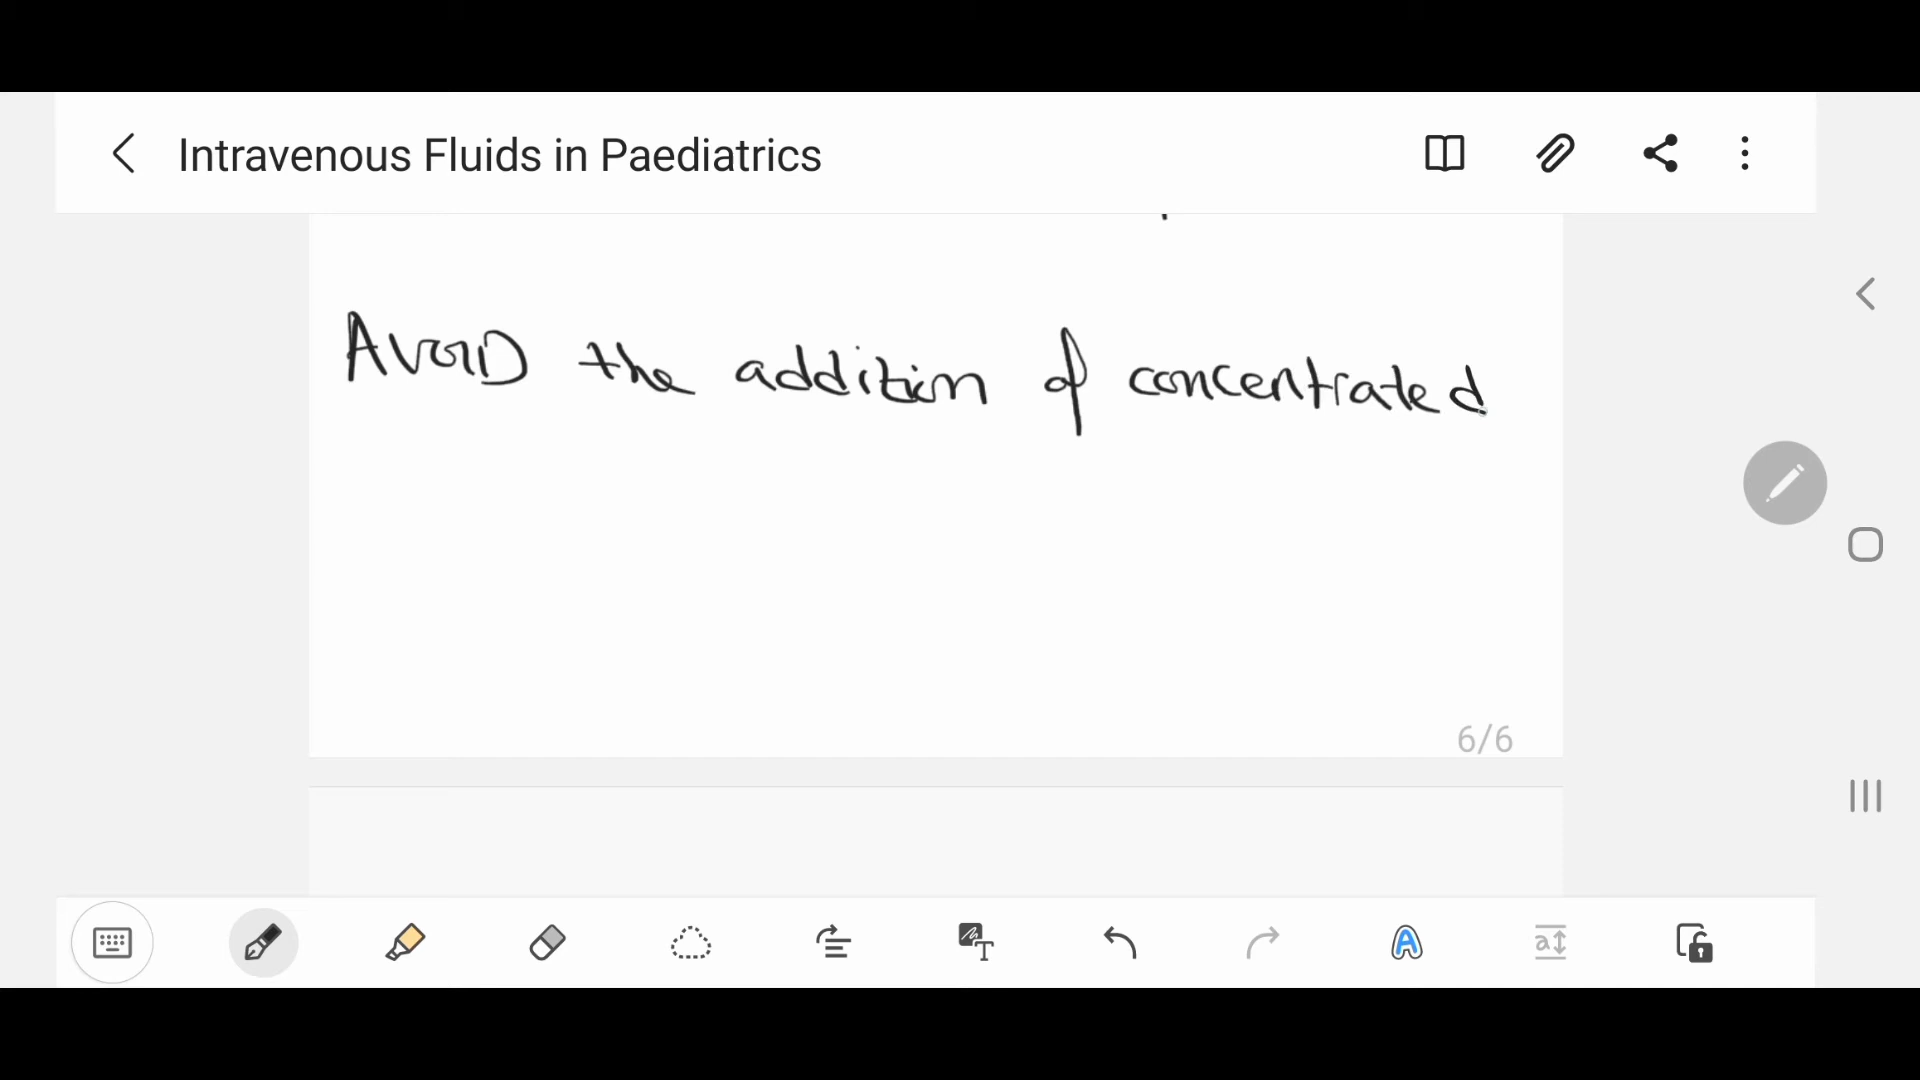 Intravenous Fluids in Paediatrics
AVOID the addition of concentrated
6/6